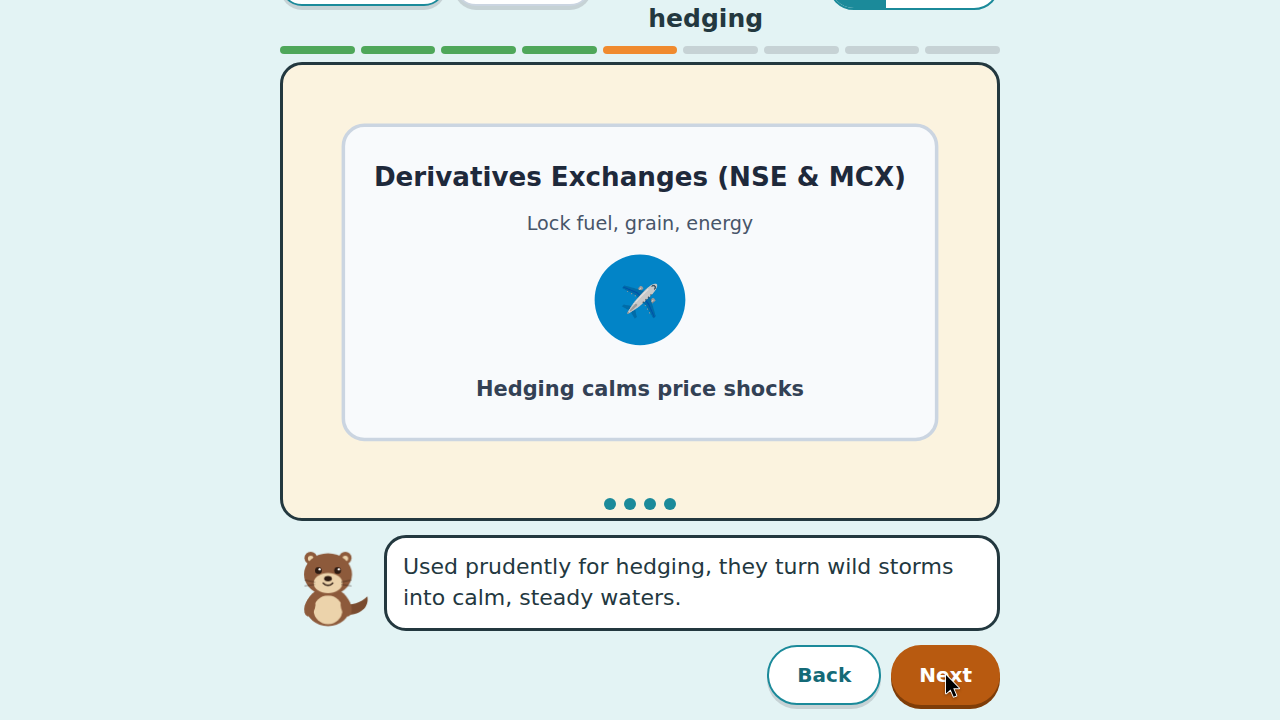 hedging
Derivatives Exchanges (NSE & MCX)
Lock fuel, grain, energy
Hedging calms price shocks
Used prudently for hedging, they turn wild storms
into calm, steady waters.
Back
Next